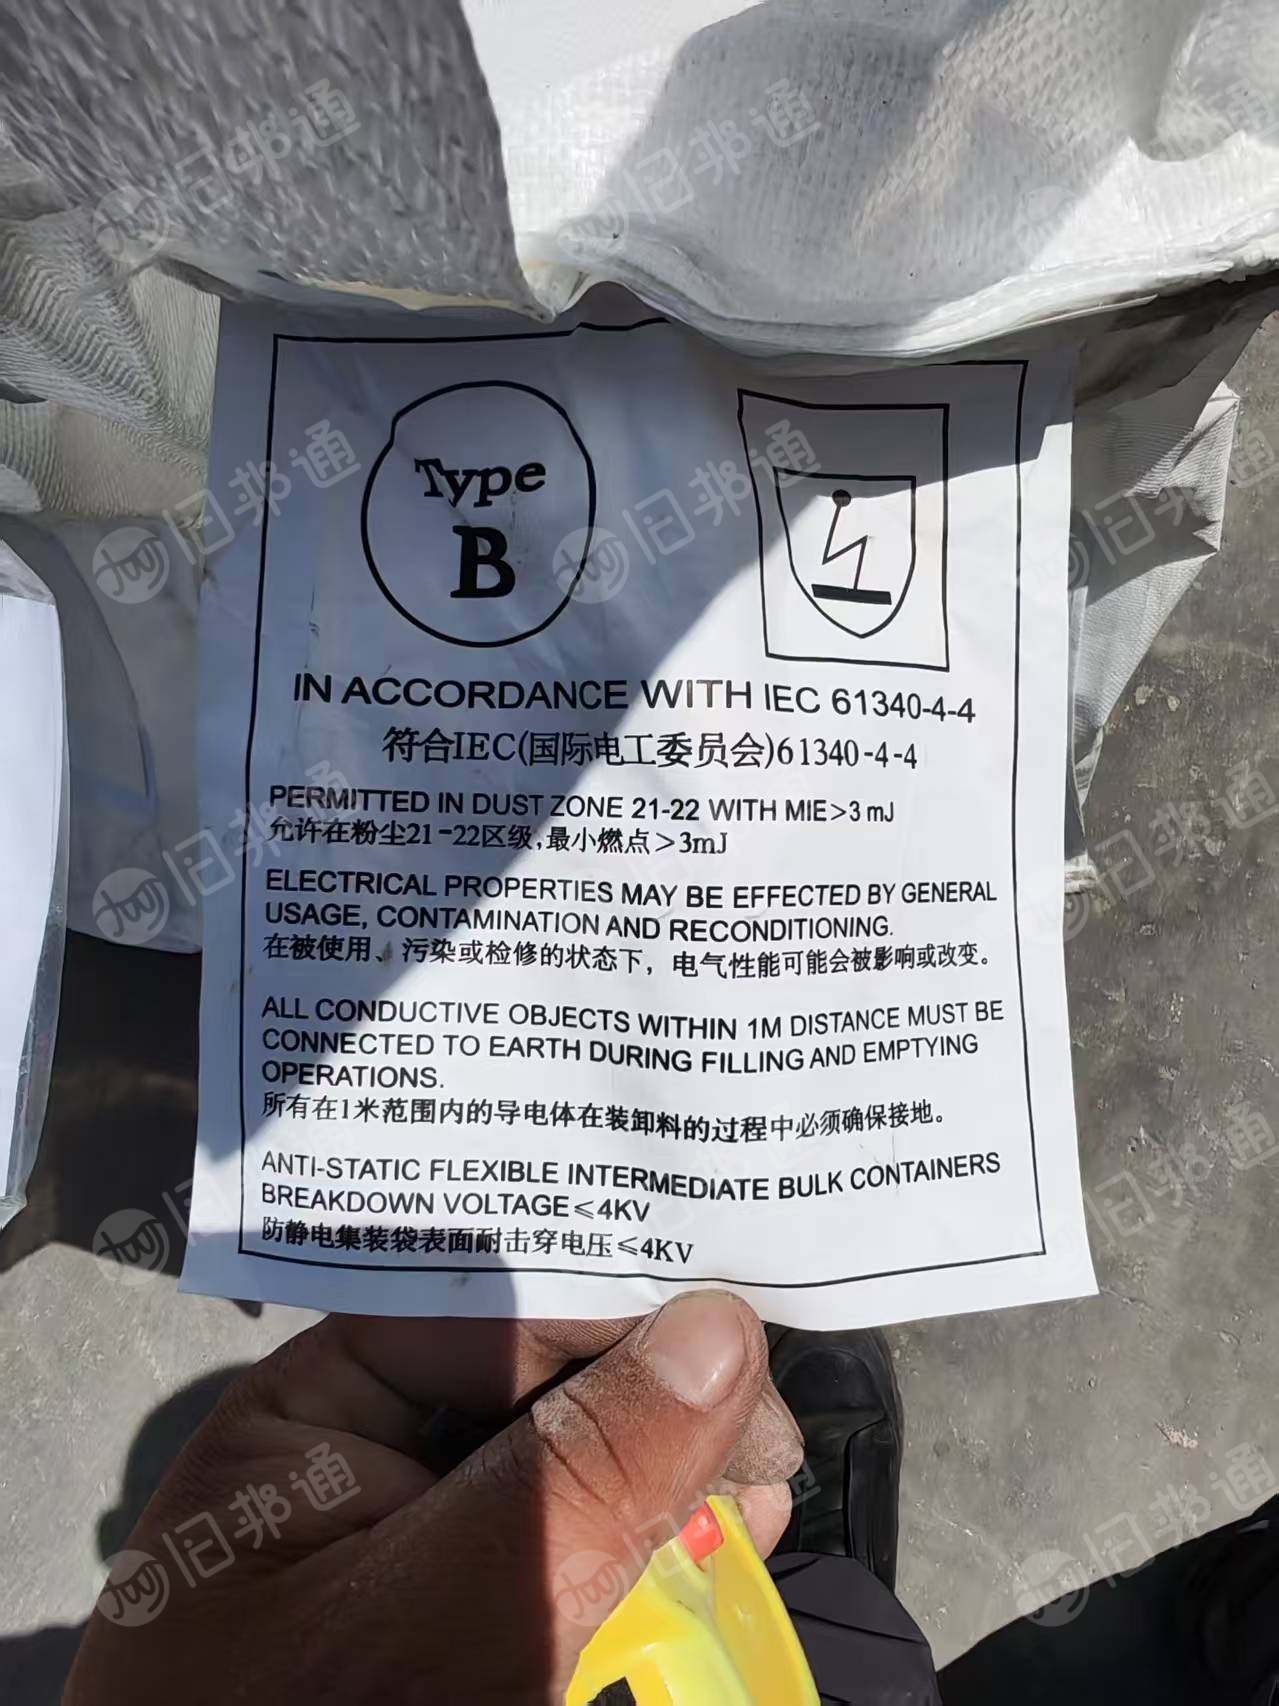 Type
B
IN ACCORDANCE WITH IEC 61340-4-4
符合IEC(国际电工委员会)61340-4-4
PERMITTED IN DUST ZONE 21-22 WITH MIE>3 mJ
允许在粉尘21-22区级,最小燃点>3mJ
ELECTRICAL PROPERTIES MAY BE EFFECTED BY GENERAL
USAGE, CONTAMINATION AND RECONDITIONING.
在被使用、污染或检修的状态下，电气性能可能会被影响或改变。
ALL CONDUCTIVE OBJECTS WITHIN 1M DISTANCE MUST BE
CONNECTED TO EARTH DURING FILLING AND EMPTYING
OPERATIONS.
所有在1米范围内的导电体在装卸料的过程中必须确保接地。
ANTI-STATIC FLEXIBLE INTERMEDIATE BULK CONTAINERS
BREAKDOWN VOLTAGE≤4KV
防静电集装袋表面耐击穿电压≤4KV
旧邦通